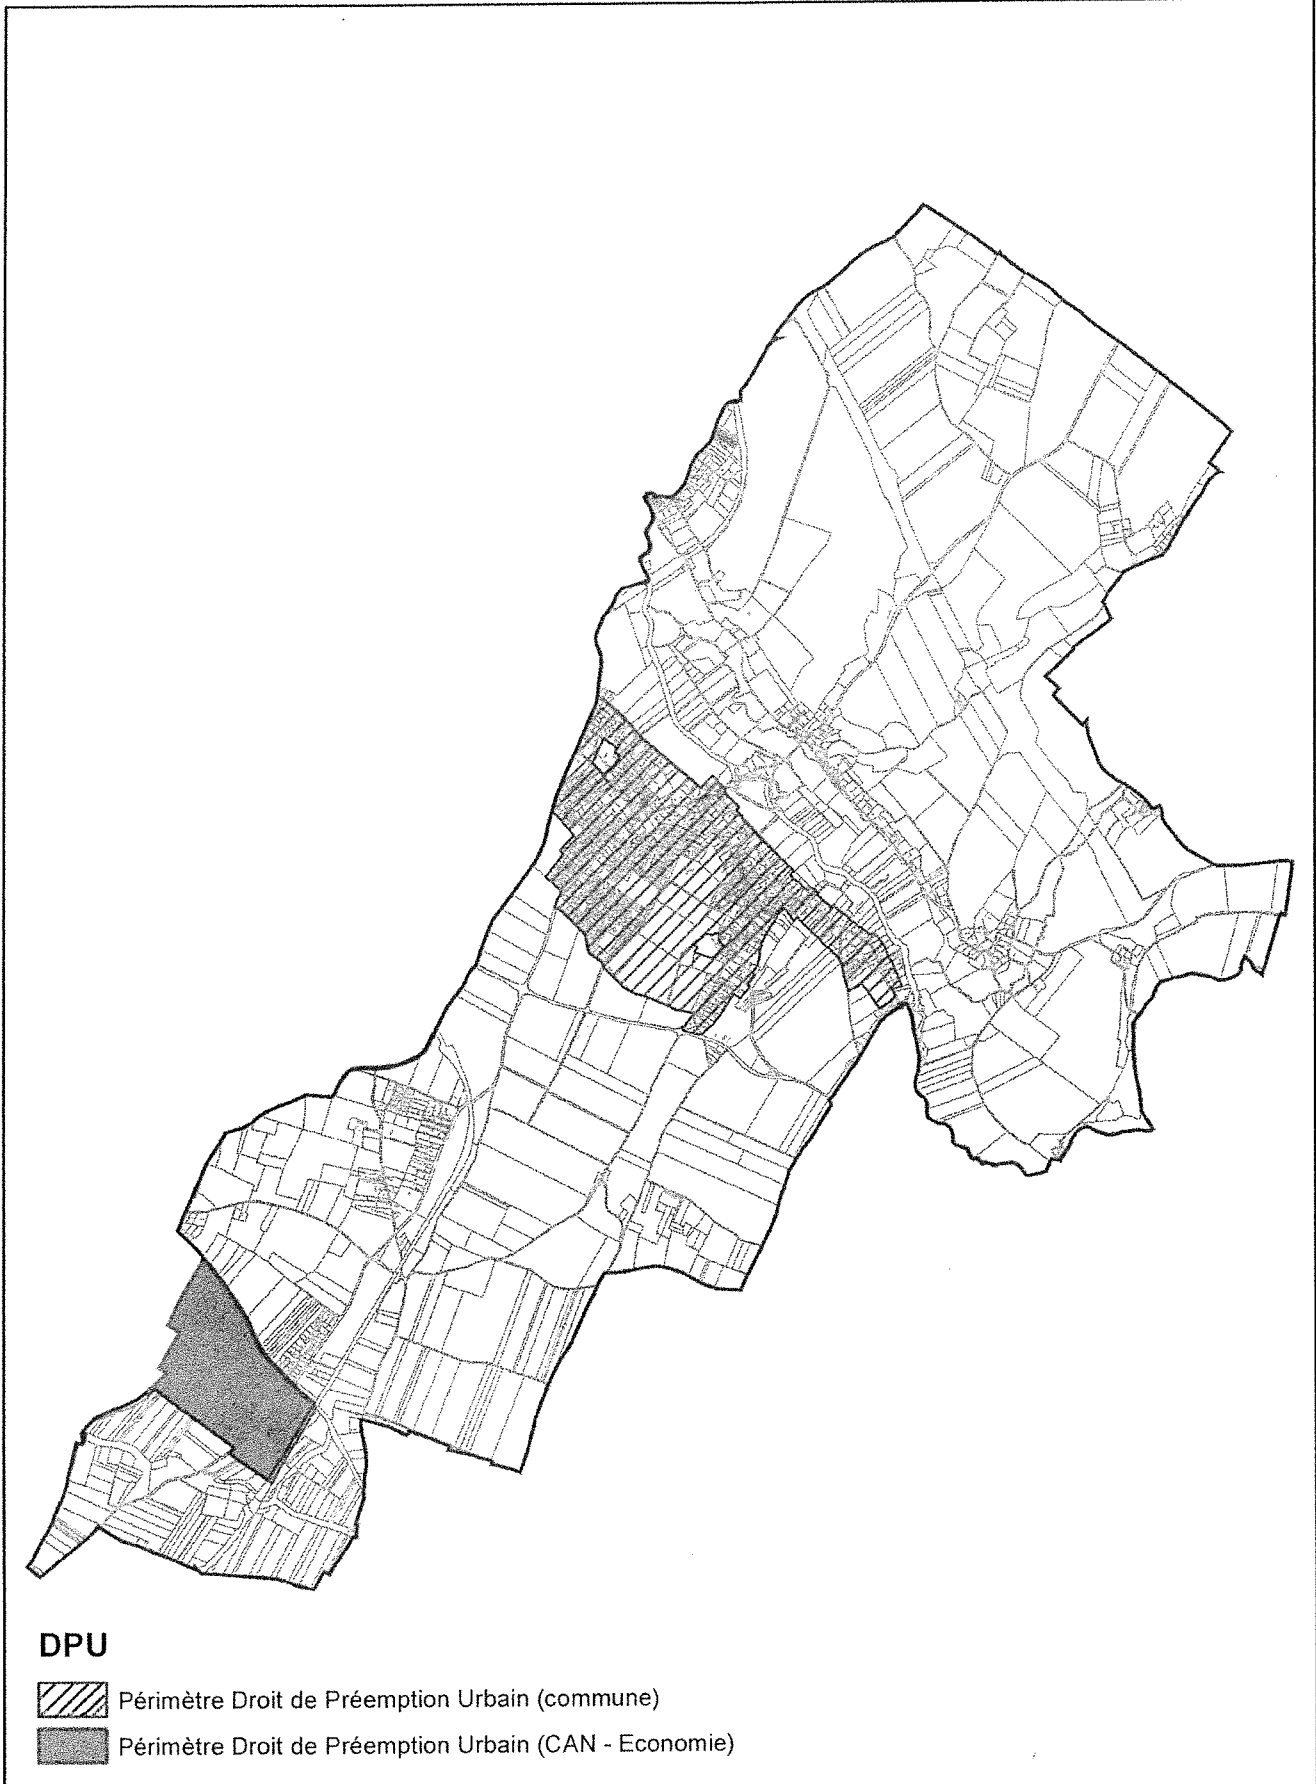 DPU
Périmètre Droit de Préemption Urbain (commune)
Périmètre Droit de Préemption Urbain (CAN - Economie)